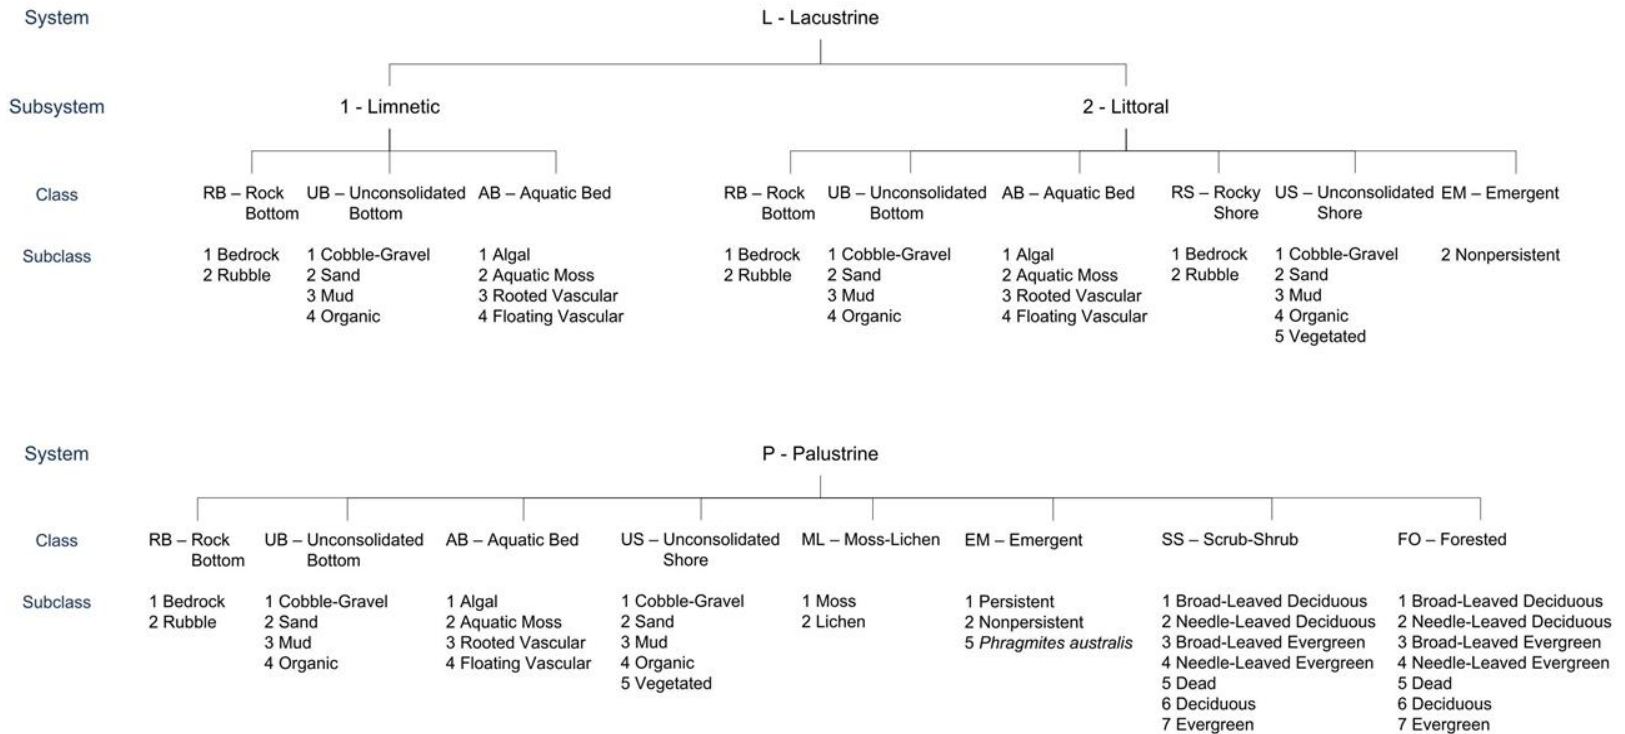 System
L - Lacustrine
Subsystem
1 - Limnetic
2 - Littoral
Class
RB – Rock
Bottom
UB – Unconsolidated
Bottom
AB – Aquatic Bed
RB – Rock
Bottom
UB – Unconsolidated
Bottom
AB – Aquatic Bed
RS – Rocky
Shore
US – Unconsolidated
Shore
EM – Emergent
Subclass
1 Bedrock
2 Rubble
1 Cobble-Gravel
2 Sand
3 Mud
4 Organic
1 Algal
2 Aquatic Moss
3 Rooted Vascular
4 Floating Vascular
1 Bedrock
2 Rubble
1 Cobble-Gravel
2 Sand
3 Mud
4 Organic
1 Algal
2 Aquatic Moss
3 Rooted Vascular
4 Floating Vascular
1 Bedrock
2 Rubble
1 Cobble-Gravel
2 Sand
3 Mud
4 Organic
5 Vegetated
2 Nonpersistent
System
P - Palustrine
Class
RB – Rock
Bottom
UB – Unconsolidated
Bottom
AB – Aquatic Bed
US – Unconsolidated
Shore
ML – Moss-Lichen
EM – Emergent
SS – Scrub-Shrub
FO – Forested
Subclass
1 Bedrock
2 Rubble
1 Cobble-Gravel
2 Sand
3 Mud
4 Organic
1 Algal
2 Aquatic Moss
3 Rooted Vascular
4 Floating Vascular
1 Cobble-Gravel
2 Sand
3 Mud
4 Organic
5 Vegetated
1 Moss
2 Lichen
1 Persistent
2 Nonpersistent
5 Phragmites australis
1 Broad-Leaved Deciduous
2 Needle-Leaved Deciduous
3 Broad-Leaved Evergreen
4 Needle-Leaved Evergreen
5 Dead
6 Deciduous
7 Evergreen
1 Broad-Leaved Deciduous
2 Needle-Leaved Deciduous
3 Broad-Leaved Evergreen
4 Needle-Leaved Evergreen
5 Dead
6 Deciduous
7 Evergreen